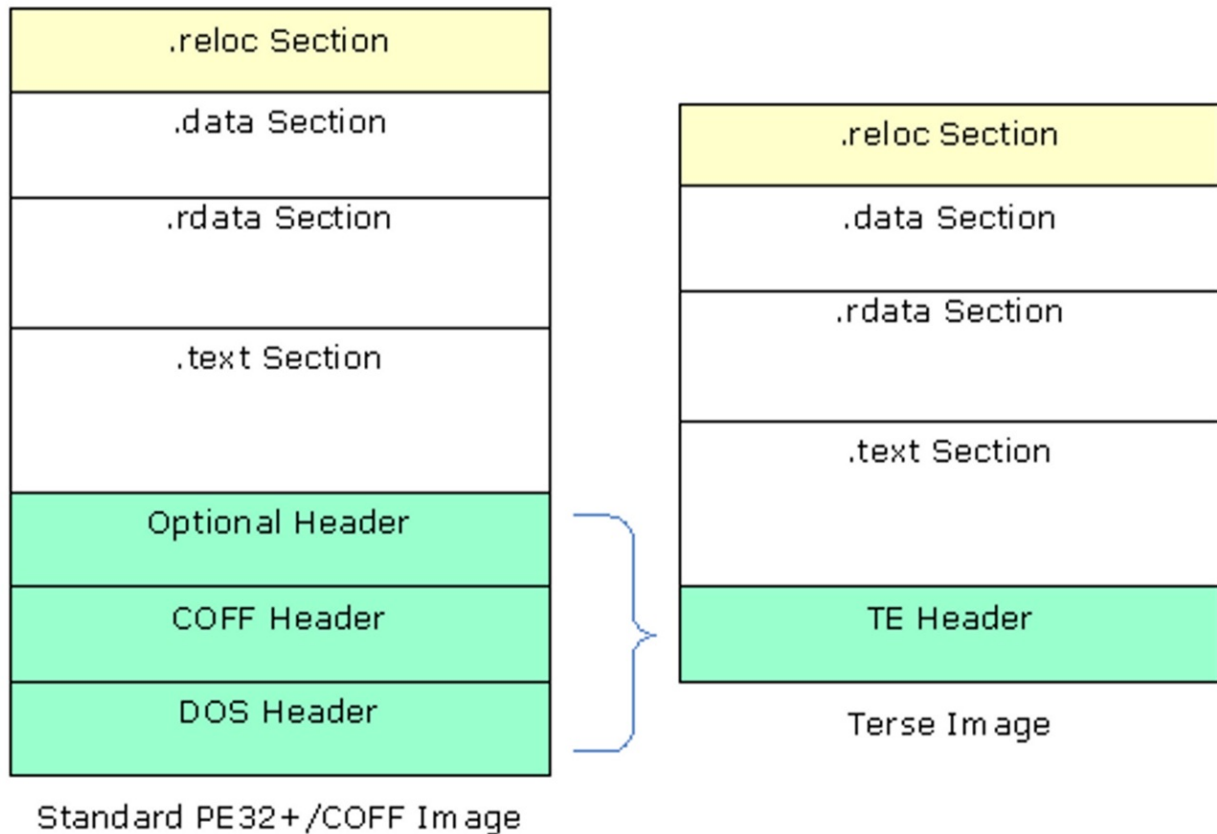 .reloc Section
.data Section
.rdata Section
.text Section
Optional Header
COFF Header
DOS Header
Standard PE32+/COFF Image
.reloc Section
.data Section
.rdata Section
.text Section
TE Header
Terse Image